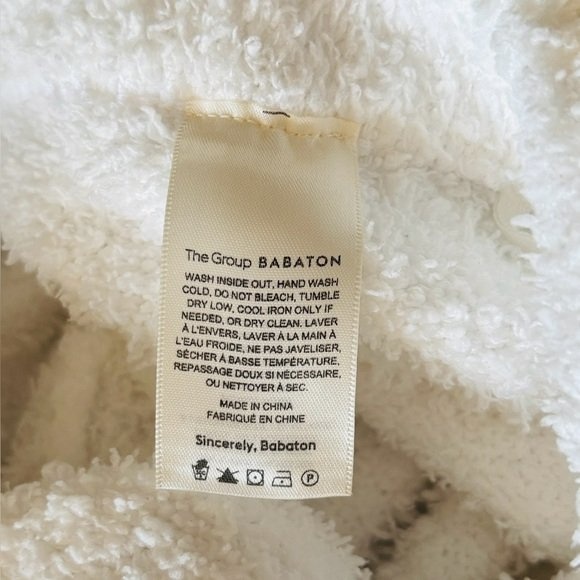 The Group BABATON
WASH INSIDE OUT, HAND WASH
COLD, DO NOT BLEACH, TUMBLE
DRY LOW, COOL IRON ONLY IF
NEEDED, OR DRY CLEAN. LAVER
À L'ENVERS, LAVER À LA MAIN À
L'EAU FROIDE, NE PAS JAVELISER,
SÉCHER À BASSE TEMPÉRATURE,
REPASSAGE DOUX SI NÉCESSAIRE,
OU NETTOYER À SEC.
MADE IN CHINA
FABRIQUÉ EN CHINE
Sincerely, Babaton
P